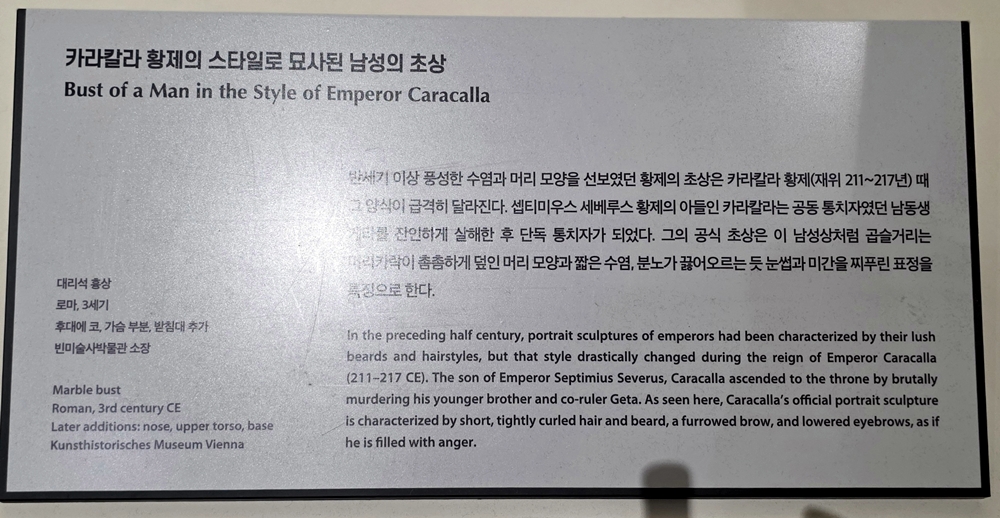 카라칼라 황제의 스타일로 묘사된 남성의 초상
Bust of a Man in the Style of Emperor Caracalla
반세기 이상 풍성한 수염과 머리 모양을 선보였던 황제의 초상은 카라칼라 황제(재위 211~217년) 때
그 양식이 급격히 달라진다. 셉티미우스 세베루스 황제의 아들인 카라칼라는 공동 통치자였던 남동생
게타를 잔인하게 살해한 후 단독 통치자가 되었다. 그의 공식 초상은 이 남성상처럼 곱슬거리는
머리카락이 촘촘하게 덮인 머리 모양과 짧은 수염, 분노가 끓어오르는 듯 눈썹과 미간을 찌푸린 표정을
특징으로 한다.
대리석 흉상
로마, 3세기
후대에 코, 가슴 부분, 받침대 추가
빈미술사박물관 소장
In the preceding half century, portrait sculptures of emperors had been characterized by their lush
beards and hairstyles, but that style drastically changed during the reign of Emperor Caracalla
(211–217 CE). The son of Emperor Septimius Severus, Caracalla ascended to the throne by brutally
murdering his younger brother and co-ruler Geta. As seen here, Caracalla's official portrait sculpture
is characterized by short, tightly curled hair and beard, a furrowed brow, and lowered eyebrows, as if
he is filled with anger.
Marble bust
Roman, 3rd century CE
Later additions: nose, upper torso, base
Kunsthistorisches Museum Vienna